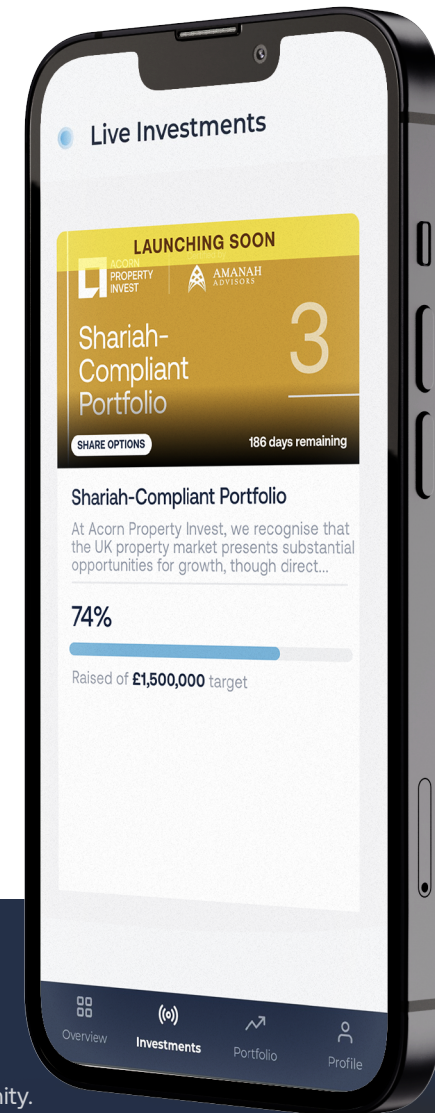 Live Investments
LAUNCHING SOON
ACORN
PROPERTY
INVEST
AMANAH
ADVISORS
Shariah-
Compliant
Portfolio
3
SHARE OPTIONS
186 days remaining
Shariah-Compliant Portfolio
At Acorn Property Invest, we recognise that
the UK property market presents substantial
opportunities for growth, though direct...
74%
Raised of £1,500,000 target
Overview
Investments
Portfolio
Profile
nity.